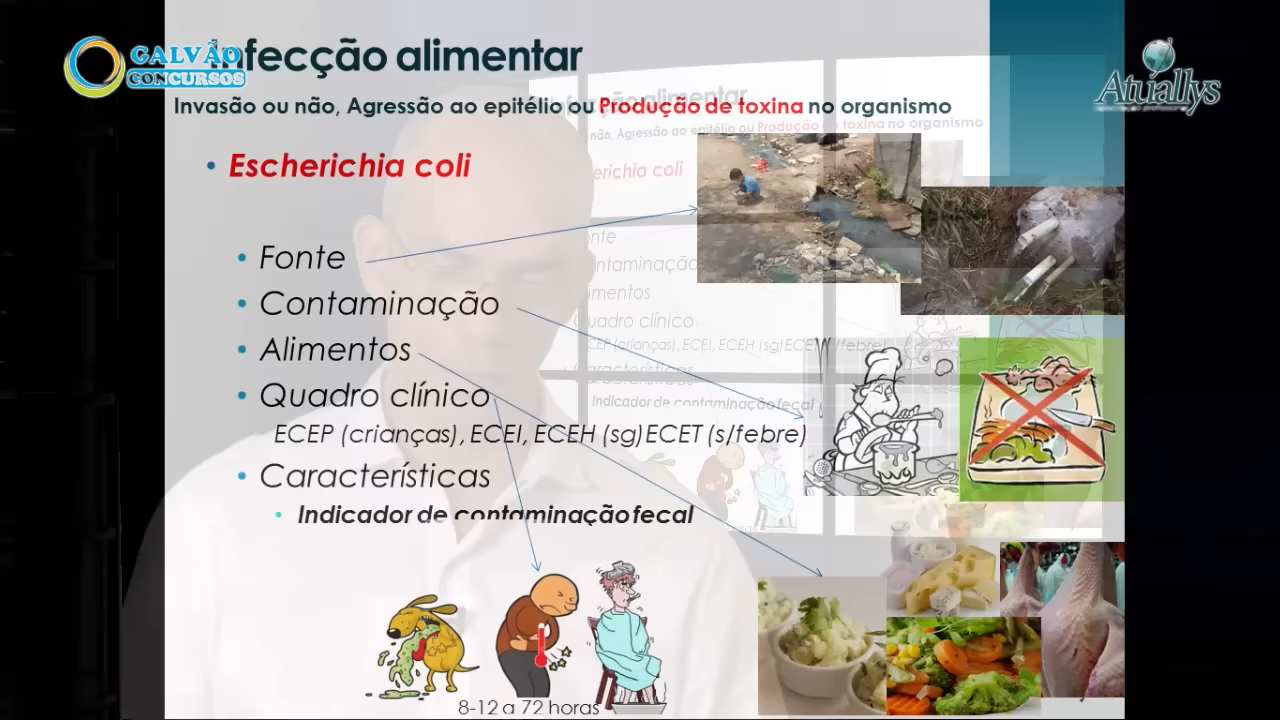 GALVÃO
CONCURSOS
Infecção alimentar
Atuallys
Invasão ou não, Agressão ao epitélio ou Produção de toxina no organismo
Escherichia coli
Fonte
Contaminação
Alimentos
Quadro clínico
ECEP (crianças), ECEI, ECEH (sg)ECET (s/febre)
Características
Indicador de contaminação fecal
8-12 a 72 horas